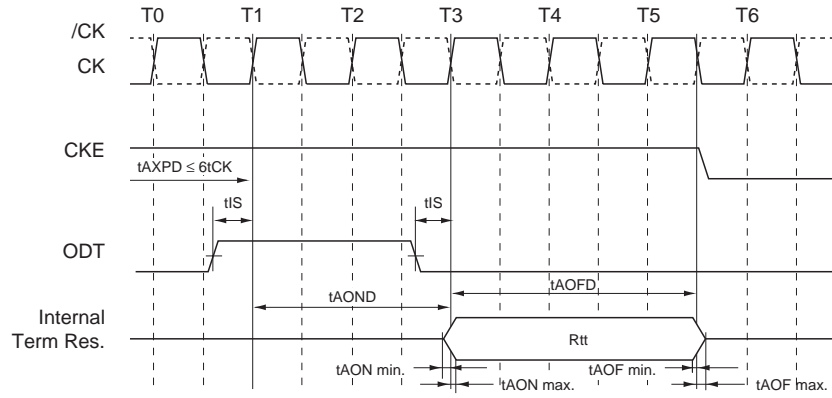 T0 T1 T2 T3 T4 T5 T6
/CK
CK
CKE
tAXPD ≤ 6tCK
tIS tIS
ODT
tAOND tAOFD
Internal
Term Res.
Rtt
tAON min. tAOF min.
tAON max. tAOF max.